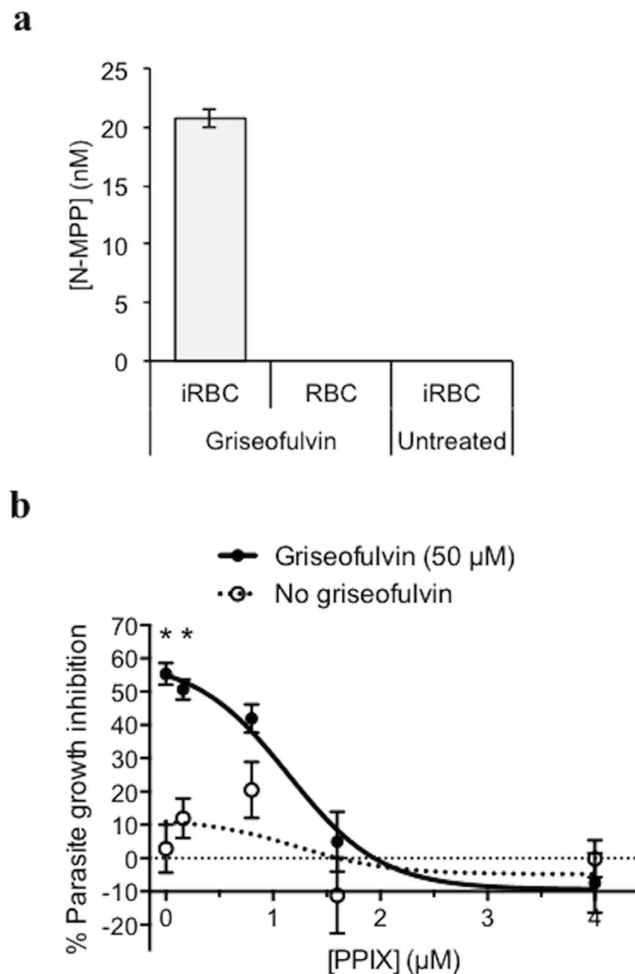 a
25
20
15
10
5
0
[N-MPP] (nM)
iRBC RBC iRBC
Griseofulvin Untreated
b
Griseofulvin (50 µM)
No griseofulvin
70
60
50
40
30
20
10
0
-10
-20
% Parasite growth inhibition
* *
0 1 2 3 4
[PPIX] (µM)